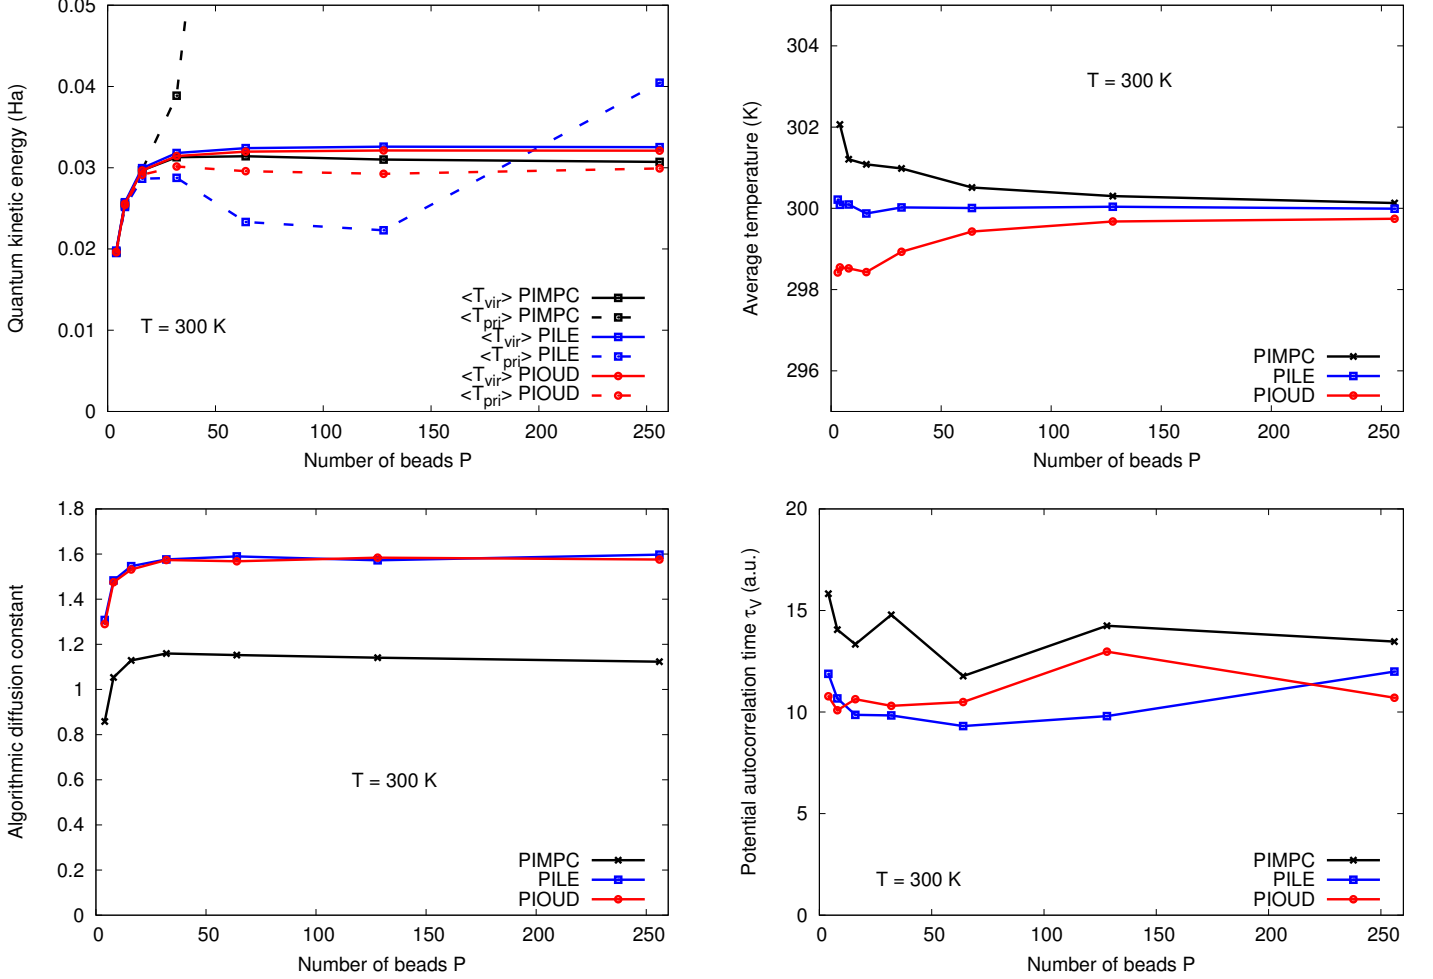 0.05
0.04
0.03
0.02
0.01
0
Quantum kinetic energy (Ha)
T = 300 K
<T_vir> PIMPC
<T_pri> PIMPC
<T_vir> PILE
<T_pri> PILE
<T_vir> PIOUD
<T_pri> PIOUD
0 50 100 150 200 250
Number of beads P
304
302
300
298
296
Average temperature (K)
T = 300 K
PIMPC
PILE
PIOUD
0 50 100 150 200 250
Number of beads P
1.8
1.6
1.4
1.2
1
0.8
0.6
0.4
0.2
0
Algorithmic diffusion constant
T = 300 K
PIMPC
PILE
PIOUD
0 50 100 150 200 250
Number of beads P
20
15
10
5
0
Potential autocorrelation time τ_V (a.u.)
T = 300 K
PIMPC
PILE
PIOUD
0 50 100 150 200 250
Number of beads P